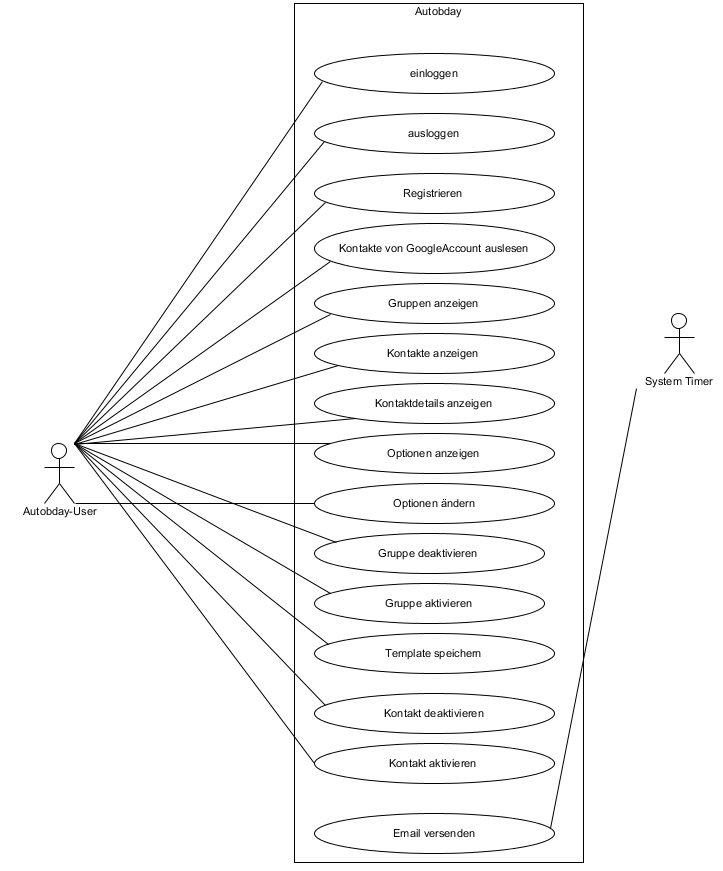 Autobday
einloggen
ausloggen
Registrieren
Kontakte von GoogleAccount auslesen
Gruppen anzeigen
Kontakte anzeigen
System Timer
Kontaktdetails anzeigen
Optionen anzeigen
Optionen ändern
Autobday-User
Gruppe deaktivieren
Gruppe aktivieren
Template speichern
Kontakt deaktivieren
Kontakt aktivieren
Email versenden